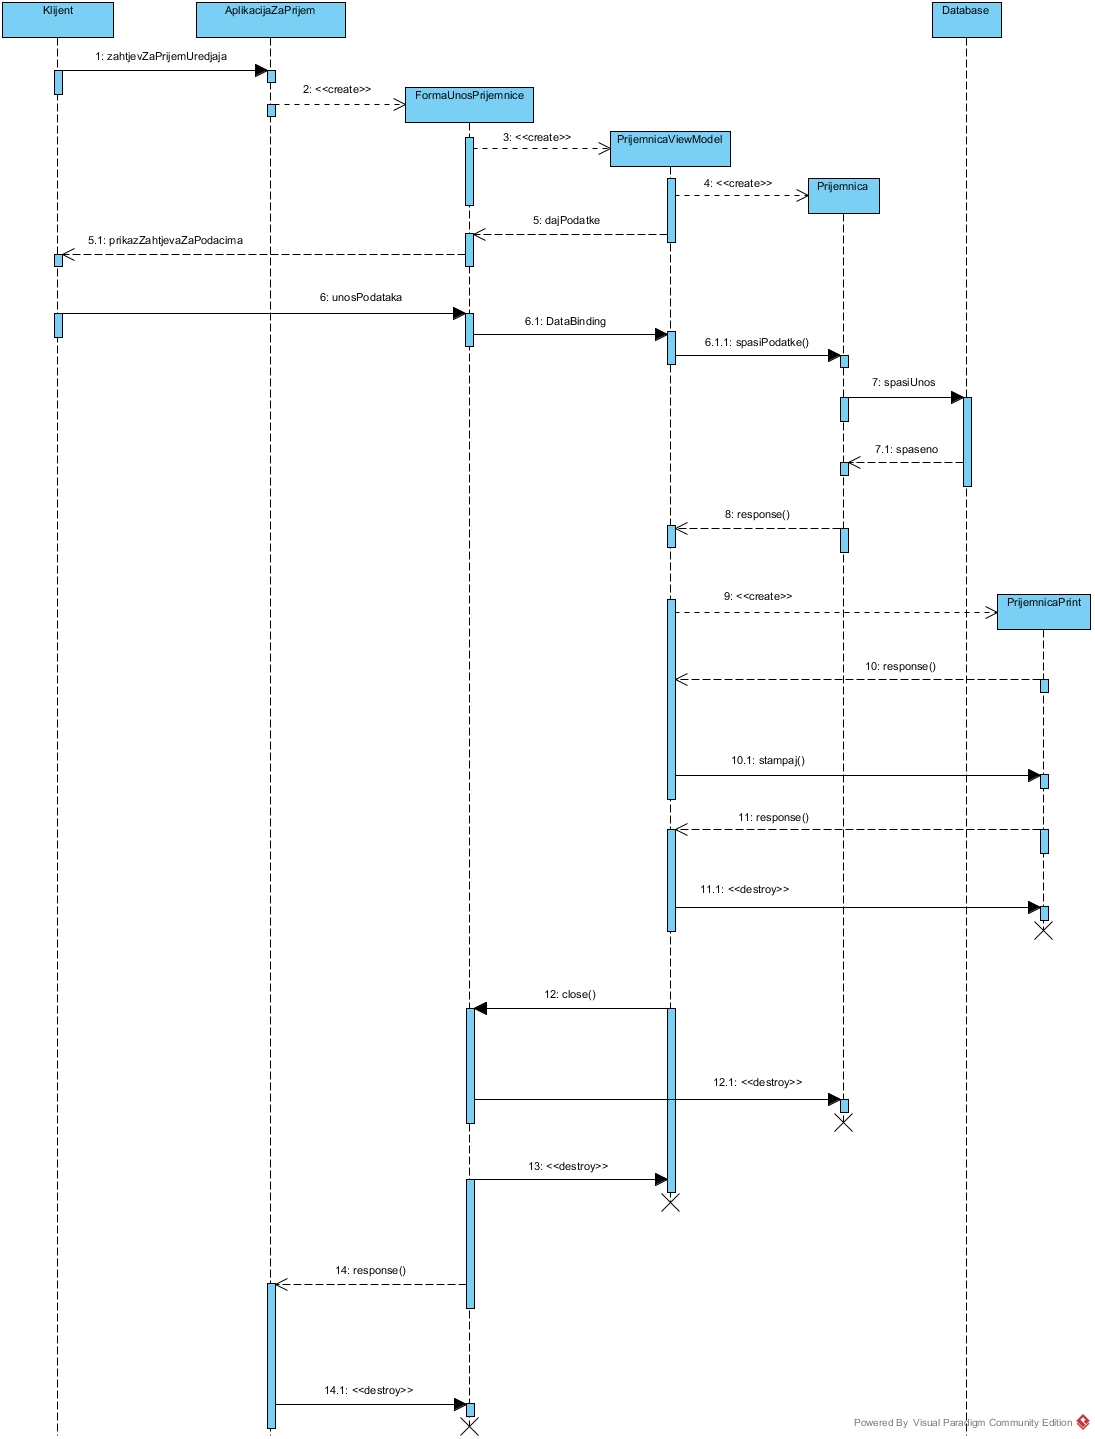 Klijent
AplikacijaZaPrijem
Database
1: zahtjevZaPrijemUredjaja
2: <<create>>
FormaUnosPrijemnice
3: <<create>>
PrijemnicaViewModel
4: <<create>>
Prijemnica
5: dajPodatke
5.1: prikazZahtjevaZaPodacima
6: unosPodataka
6.1: DataBinding
6.1.1: spasiPodatke()
7: spasiUnos
7.1: spaseno
8: response()
9: <<create>>
PrijemnicaPrint
10: response()
10.1: stampaj()
11: response()
11.1: <<destroy>>
12: close()
12.1: <<destroy>>
13: <<destroy>>
14: response()
14.1: <<destroy>>
Powered By Visual Paradigm Community Edition